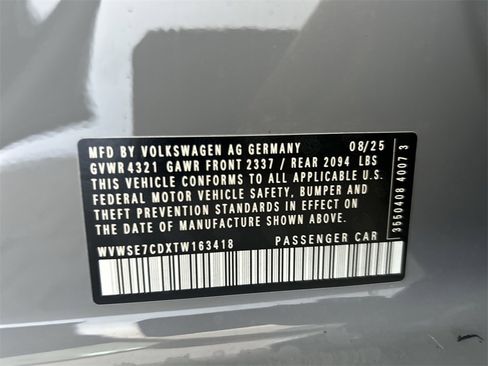 MFD BY VOLKSWAGEN AG GERMANY 08/25
GVWR 4321 GAWR FRONT 2337 / REAR 2094 LBS
THIS VEHICLE CONFORMS TO ALL APPLICABLE U.S.
FEDERAL MOTOR VEHICLE SAFETY, BUMPER AND
THEFT PREVENTION STANDARDS IN EFFECT ON
THE DATE OF MANUFACTURE SHOWN ABOVE.
WVWSE7CDXTW163418 PASSENGER CAR
3550408 4007 3